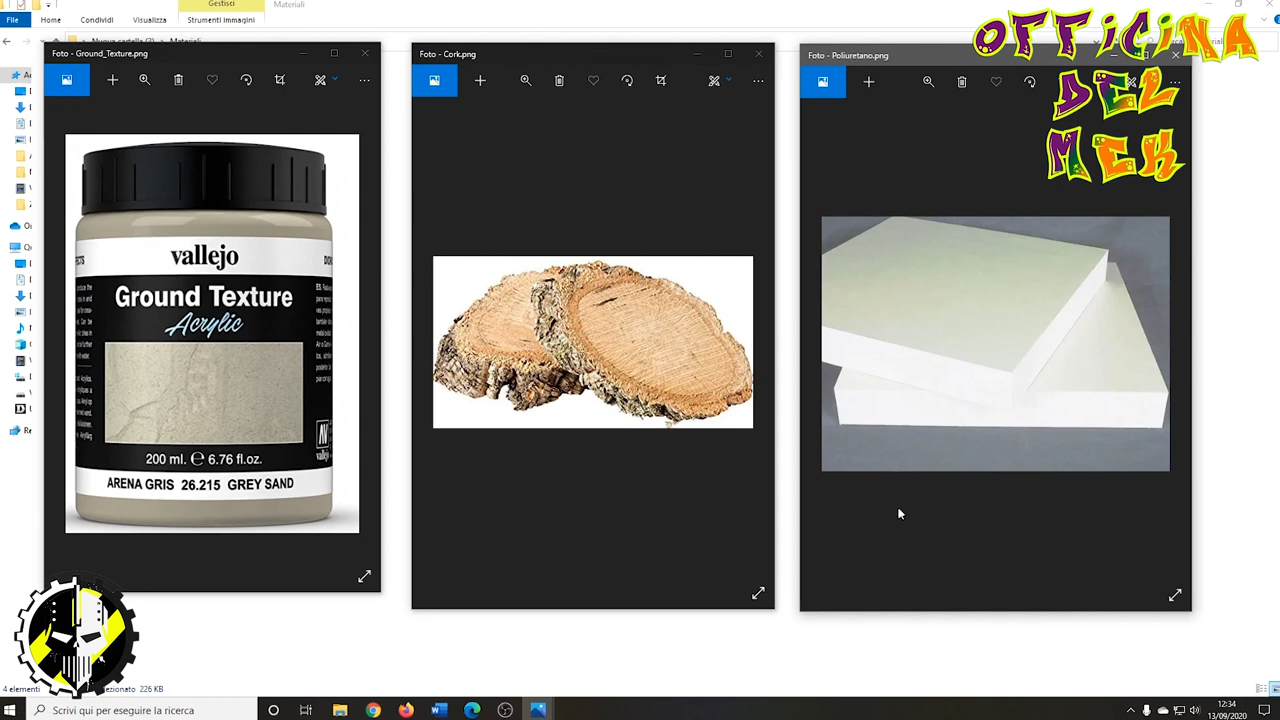 Gestisci
Materiali
File
Home
Condividi
Visualizza
Strumenti immagini
OFFICINA
DEL
MEK
Foto - Ground_Texture.png
Foto - Cork.png
Foto - Poliuretano.png
vallejo
Ground Texture
Acrylic
200 ml. ℮ 6.76 fl.oz.
AV
vallejo
ARENA GRIS 26.215 GREY SAND
4 elementi
226 KB
Scrivi qui per eseguire la ricerca
12:34
13/09/2020